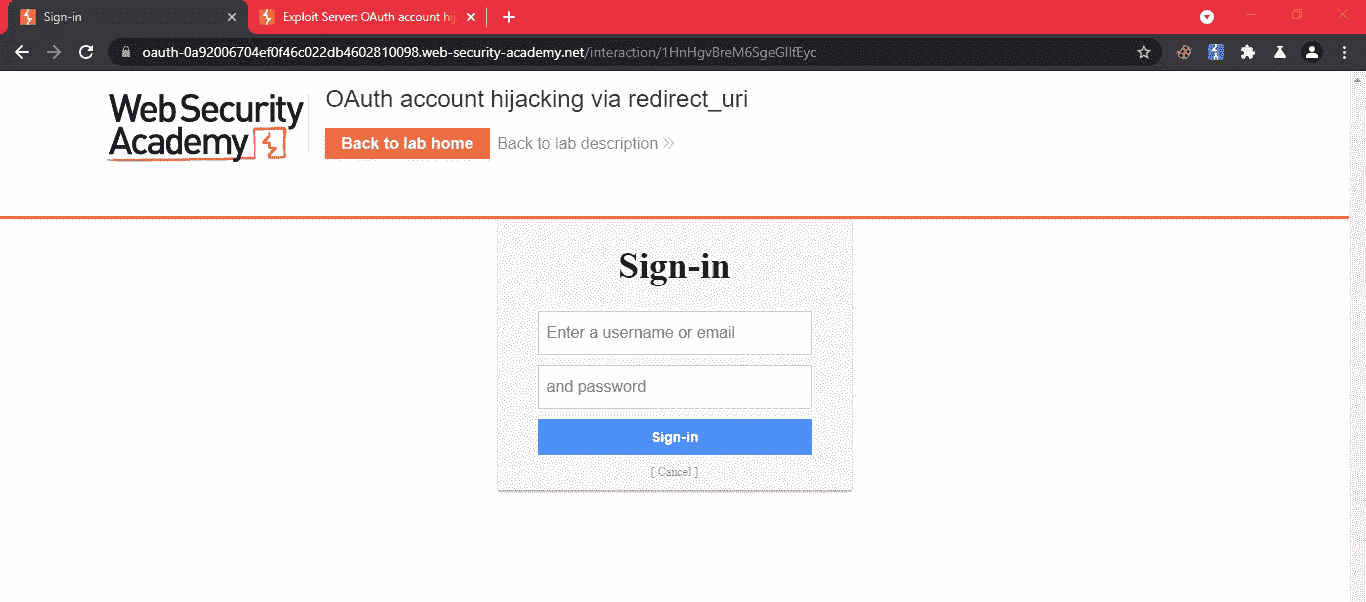 Sign-in
Exploit Server: OAuth account hij
oauth-0a92006704ef0f46c022db4602810098.web-security-academy.net/interaction/1HnHgvBreM6SgeGIlfEyc
Web Security
Academy
OAuth account hijacking via redirect_uri
Back to lab home
Back to lab description
Sign-in
Enter a username or email
and password
Sign-in
[ Cancel ]